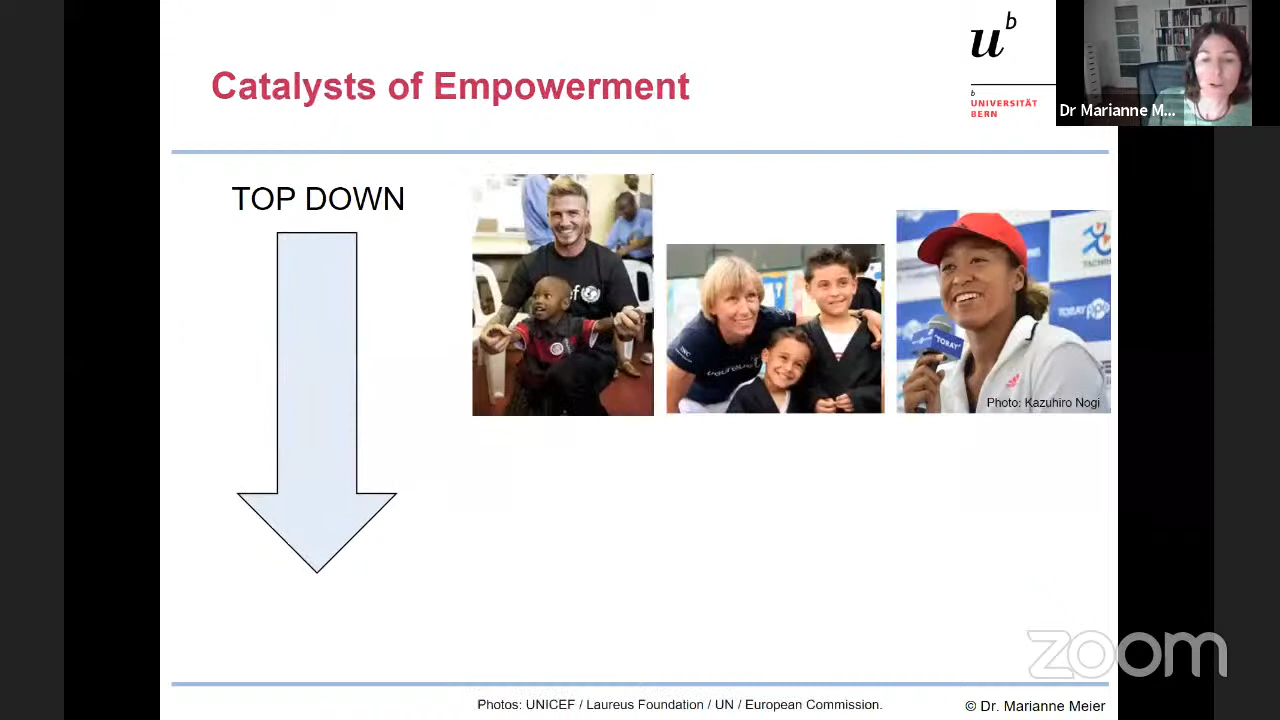 Catalysts of Empowerment
u
b
b
UNIVERSITÄT
BERN
Dr Marianne M...
TOP DOWN
"TORAY"
Photo: Kazuhiro Nogi
zoom
Photos: UNICEF / Laureus Foundation / UN / European Commission.
© Dr. Marianne Meier